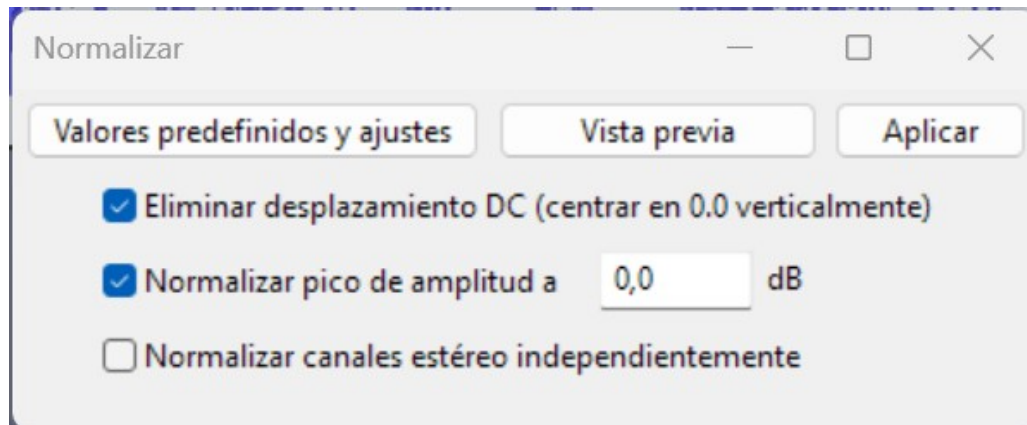 Normalizar
Valores predefinidos y ajustes Vista previa Aplicar
Eliminar desplazamiento DC (centrar en 0.0 verticalmente)
Normalizar pico de amplitud a 0,0 dB
Normalizar canales estéreo independientemente